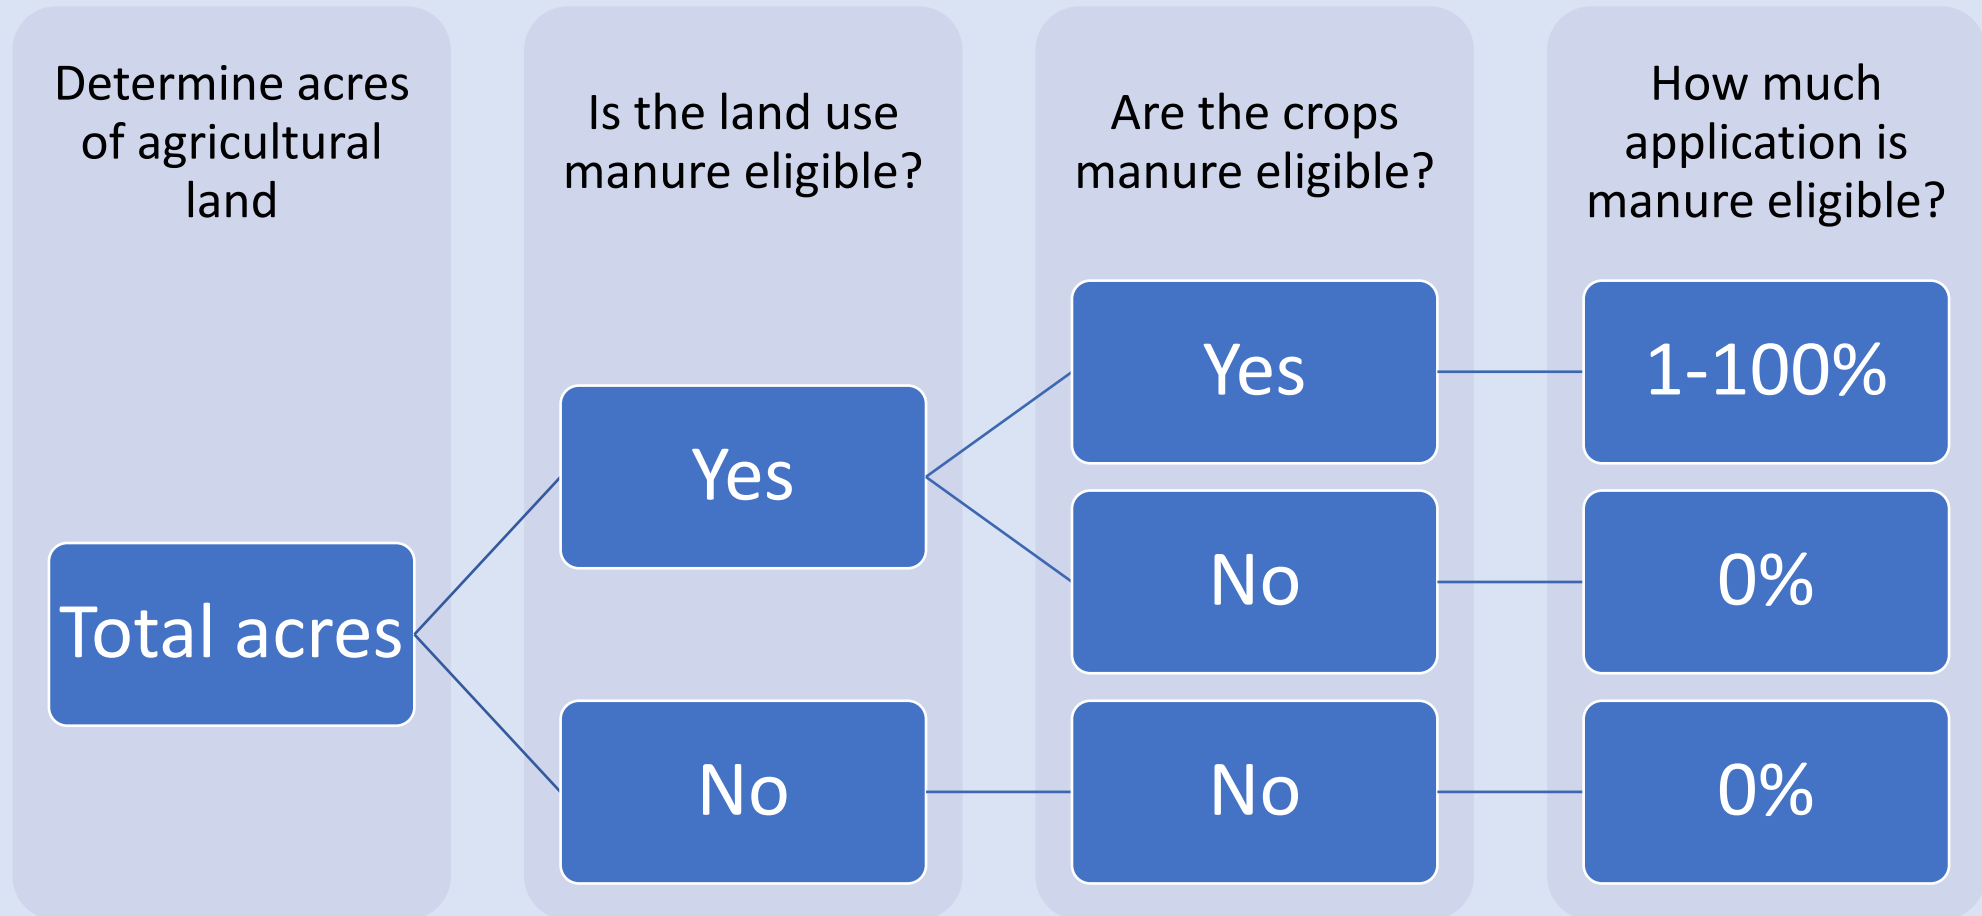 Determine acres
of agricultural
land
Is the land use
manure eligible?
Are the crops
manure eligible?
How much
application is
manure eligible?
Total acres
Yes
No
Yes
No
No
1-100%
0%
0%